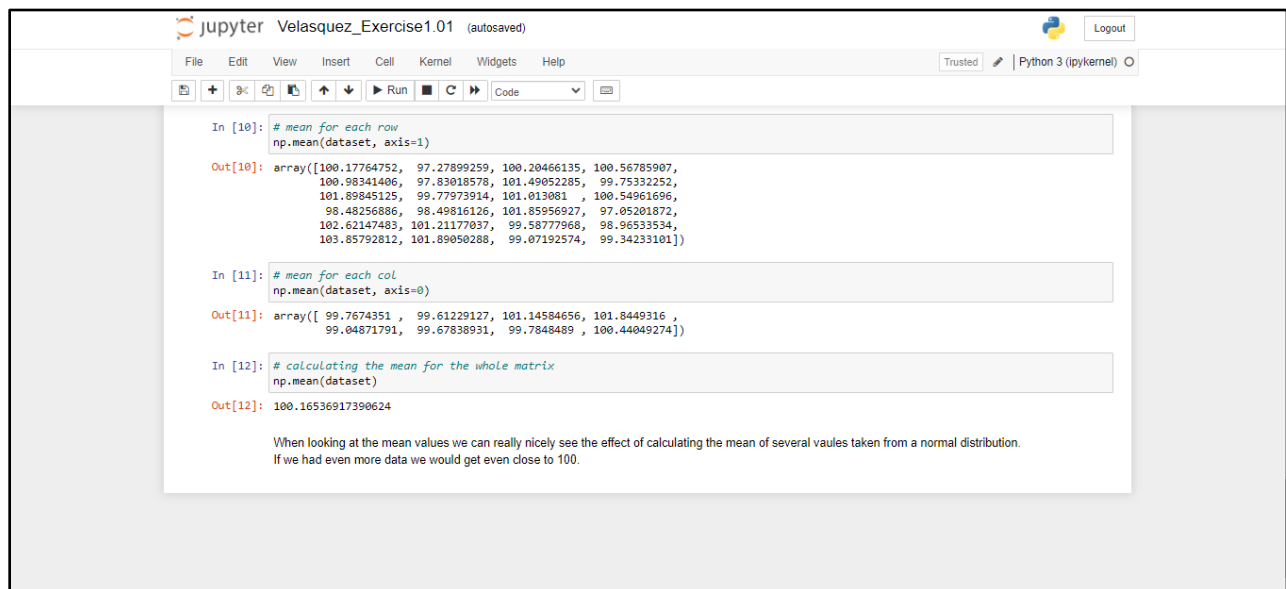 jupyter Velasquez_Exercise1.01 (autosaved) Logout
File Edit View Insert Cell Kernel Widgets Help Trusted Python 3 (ipykernel)
Run Code
In [10]: # mean for each row
np.mean(dataset, axis=1)
Out[10]: array([100.17764752, 97.27899259, 100.20466135, 100.56785907,
100.98341406, 97.83018578, 101.49052285, 99.75332252,
101.89845125, 99.77973914, 101.013081 , 100.54961696,
98.48256886, 98.49816126, 101.85956927, 97.05201872,
102.62147483, 101.21177037, 99.58777968, 98.96533534,
103.85792812, 101.89050288, 99.07192574, 99.34233101])
In [11]: # mean for each col
np.mean(dataset, axis=0)
Out[11]: array([ 99.7674351 , 99.61229127, 101.14584656, 101.8449316 ,
99.04871791, 99.67838931, 99.7848489 , 100.44049274])
In [12]: # calculating the mean for the whole matrix
np.mean(dataset)
Out[12]: 100.16536917390624
When looking at the mean values we can really nicely see the effect of calculating the mean of several vaules taken from a normal distribution.
If we had even more data we would get even close to 100.